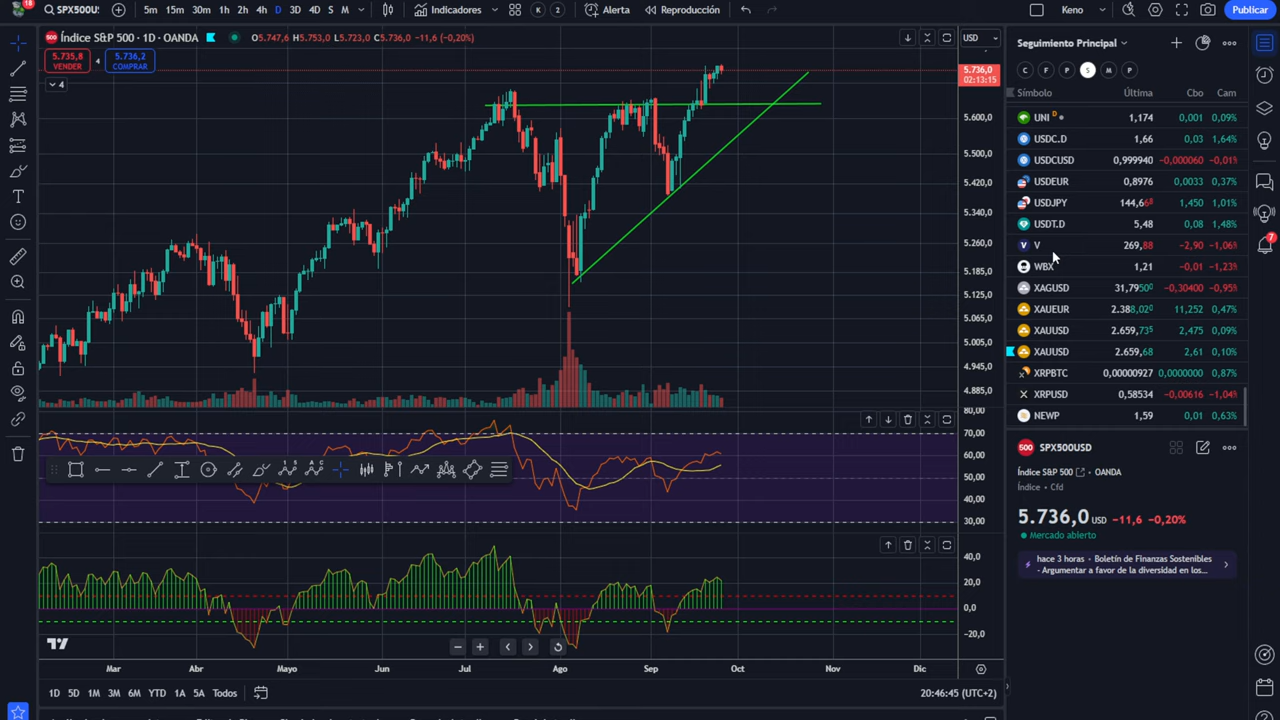 18 SPX500U 5m 15m 30m 1h 2h 4h D 3D 4D S M Indicadores K 2 Alerta Reproducción Keno Publicar
500 Índice S&P 500 · 1D · OANDA O5.747,6 H5.753,0 L5.723,0 C5.736,0 −11,6 (−0,20%) USD
5.735,8 4 5.736,2
VENDER COMPRAR
4
5.736,0
02:13:15
5.600,0
5.500,0
5.420,0
5.340,0
5.260,0
5.185,0
5.125,0
5.065,0
5.005,0
4.945,0
4.885,0
80,00
70,00
60,00
50,00
40,00
30,00
40,0
20,0
0,0
−20,0
Mar Abr Mayo Jun Jul Ago Sep Oct Nov Dic
1D 5D 1M 3M 6M YTD 1A 5A Todos 20:46:45 (UTC+2)
Seguimiento Principal
C F P S M P
Símbolo Última Cbo Cam
UNI D 1,174 0,001 0,09%
USDC.D 1,66 0,03 1,64%
USDCUSD 0,999940 −0,000060 −0,01%
USDEUR 0,8976 0,0033 0,37%
USDJPY 144,668 1,450 1,01%
USDT.D 5,48 0,08 1,48%
V 269,88 −2,90 −1,06%
WBX 1,21 −0,01 −1,23%
XAGUSD 31,7950⁰ −0,30400 −0,95%
XAUEUR 2.388,02⁰ 11,252 0,47%
XAUUSD 2.659,73⁵ 2,475 0,09%
XAUUSD 2.659,68 2,61 0,10%
XRPBTC 0,00000927 0,0000000 0,87%
XRPUSD 0,58534 −0,00616 −1,04%
NEWP 1,59 0,01 0,63%
500 SPX500USD
Índice S&P 500 · OANDA
Índice · Cfd
5.736,0 USD −11,6 −0,20%
Mercado abierto
hace 3 horas · Boletín de Finanzas Sostenibles
- Argumentar a favor de la diversidad en los...
7